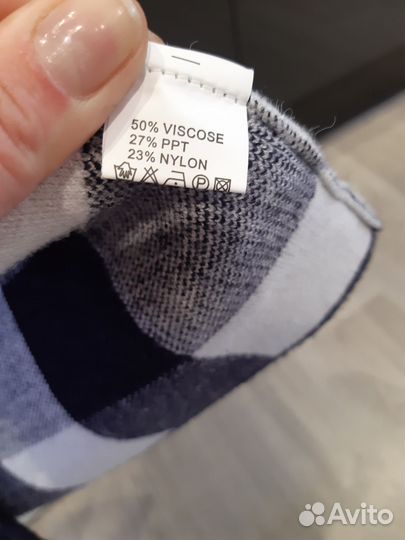 50% VISCOSE
27% PPT
23% NYLON
Avito